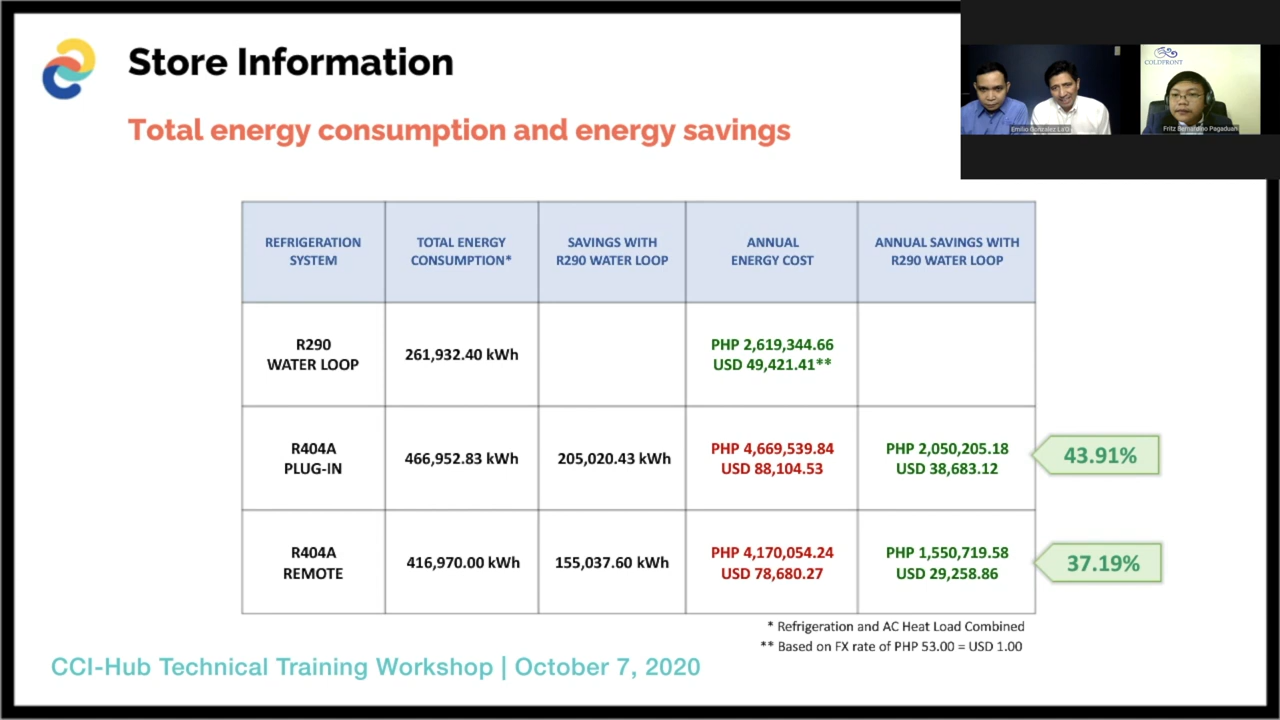 Store Information
Total energy consumption and energy savings
COLDFRONT
Emilio Gonzalez La'O
Fritz Bernardino Pagaduan
REFRIGERATION
SYSTEM
TOTAL ENERGY
CONSUMPTION*
SAVINGS WITH
R290 WATER LOOP
ANNUAL
ENERGY COST
ANNUAL SAVINGS WITH
R290 WATER LOOP
R290
WATER LOOP
261,932.40 kWh
PHP 2,619,344.66
USD 49,421.41**
R404A
PLUG-IN
466,952.83 kWh
205,020.43 kWh
PHP 4,669,539.84
USD 88,104.53
PHP 2,050,205.18
USD 38,683.12
43.91%
R404A
REMOTE
416,970.00 kWh
155,037.60 kWh
PHP 4,170,054.24
USD 78,680.27
PHP 1,550,719.58
USD 29,258.86
37.19%
* Refrigeration and AC Heat Load Combined
** Based on FX rate of PHP 53.00 = USD 1.00
CCI-Hub Technical Training Workshop | October 7, 2020